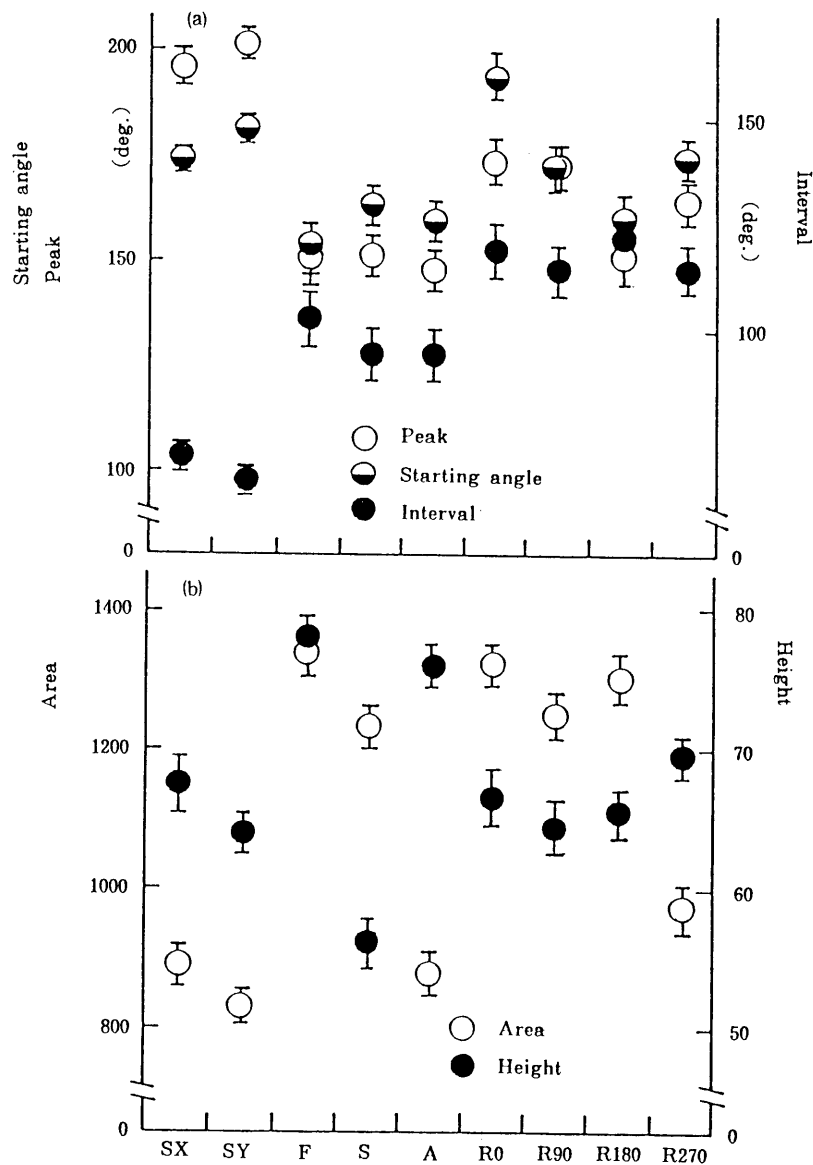 (a)
200
150
100
0
Starting angle
Peak
(deg.)
150
100
0
Interval
(deg.)
Peak
Starting angle
Interval
(b)
1400
1200
1000
800
0
Area
80
70
60
50
0
Height
Area
Height
SX SY F S A R0 R90 R180 R270